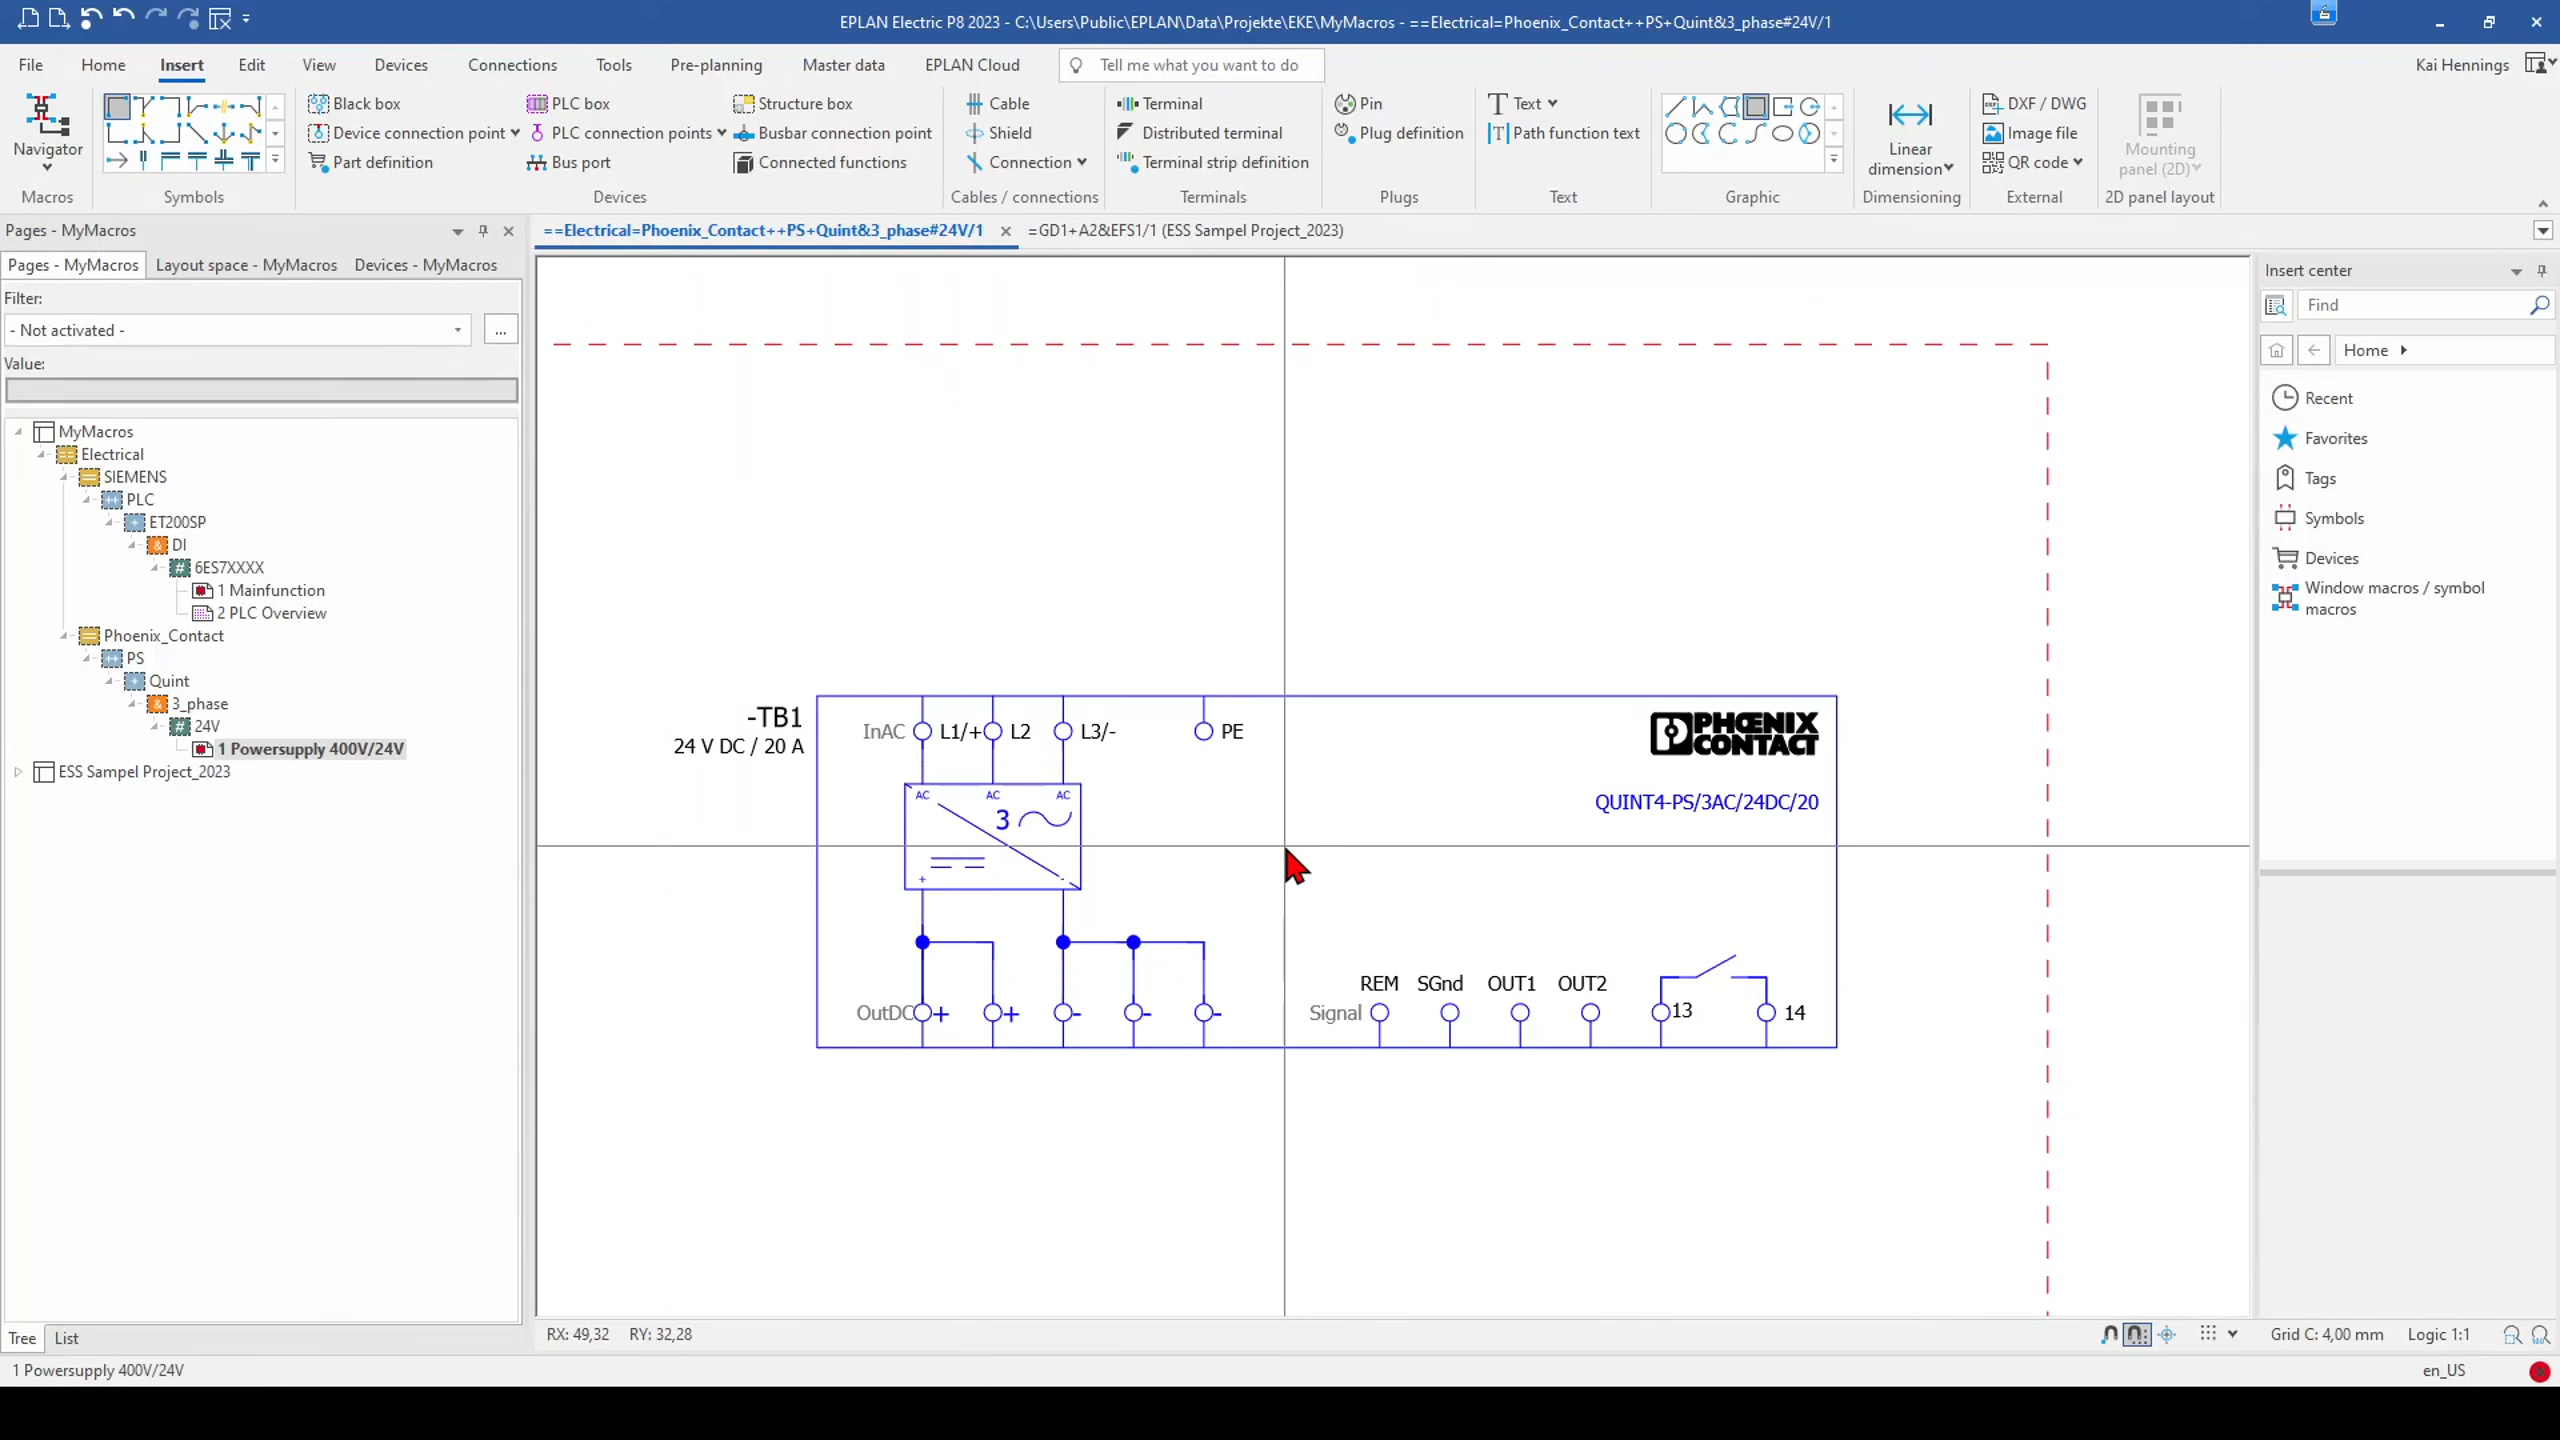 EPLAN Electric P8 2023 - C:\Users\Public\EPLAN\Data\Projekte\EKE\MyMacros - ==Electrical=Phoenix_Contact++PS+Quint&3_phase#24V/1
File Home Insert Edit View Devices Connections Tools Pre-planning Master data EPLAN Cloud Tell me what you want to do Kai Hennings
Black box PLC box Structure box Cable Terminal Pin Text DXF / DWG
Navigator Device connection point PLC connection points Busbar connection point Shield Distributed terminal Plug definition Path function text Linear dimension Image file Mounting panel (2D)
Part definition Bus port Connected functions Connection Terminal strip definition QR code
Macros Symbols Devices Cables / connections Terminals Plugs Text Graphic Dimensioning External 2D panel layout
Pages - MyMacros
==Electrical=Phoenix_Contact++PS+Quint&3_phase#24V/1 =GD1+A2&EFS1/1 (ESS Sampel Project_2023)
Pages - MyMacros Layout space - MyMacros Devices - MyMacros
Filter:
- Not activated -
...
Value:
MyMacros
Electrical
SIEMENS
PLC
ET200SP
DI
6ES7XXXX
1 Mainfunction
2 PLC Overview
Phoenix_Contact
PS
Quint
3_phase
24V
1 Powersupply 400V/24V
ESS Sampel Project_2023
Tree List
1 Powersupply 400V/24V
-TB1
24 V DC / 20 A
InAC L1/+ L2 L3/- PE
PHŒNIX
CONTACT
QUINT4-PS/3AC/24DC/20
AC AC AC
3
+ -
REM SGnd OUT1 OUT2
OutDC + + - - - Signal 13 14
RX: 49,32 RY: 32,28
Grid C: 4,00 mm Logic 1:1
en_US
Insert center
Find
Home
Recent
Favorites
Tags
Symbols
Devices
Window macros / symbol
macros